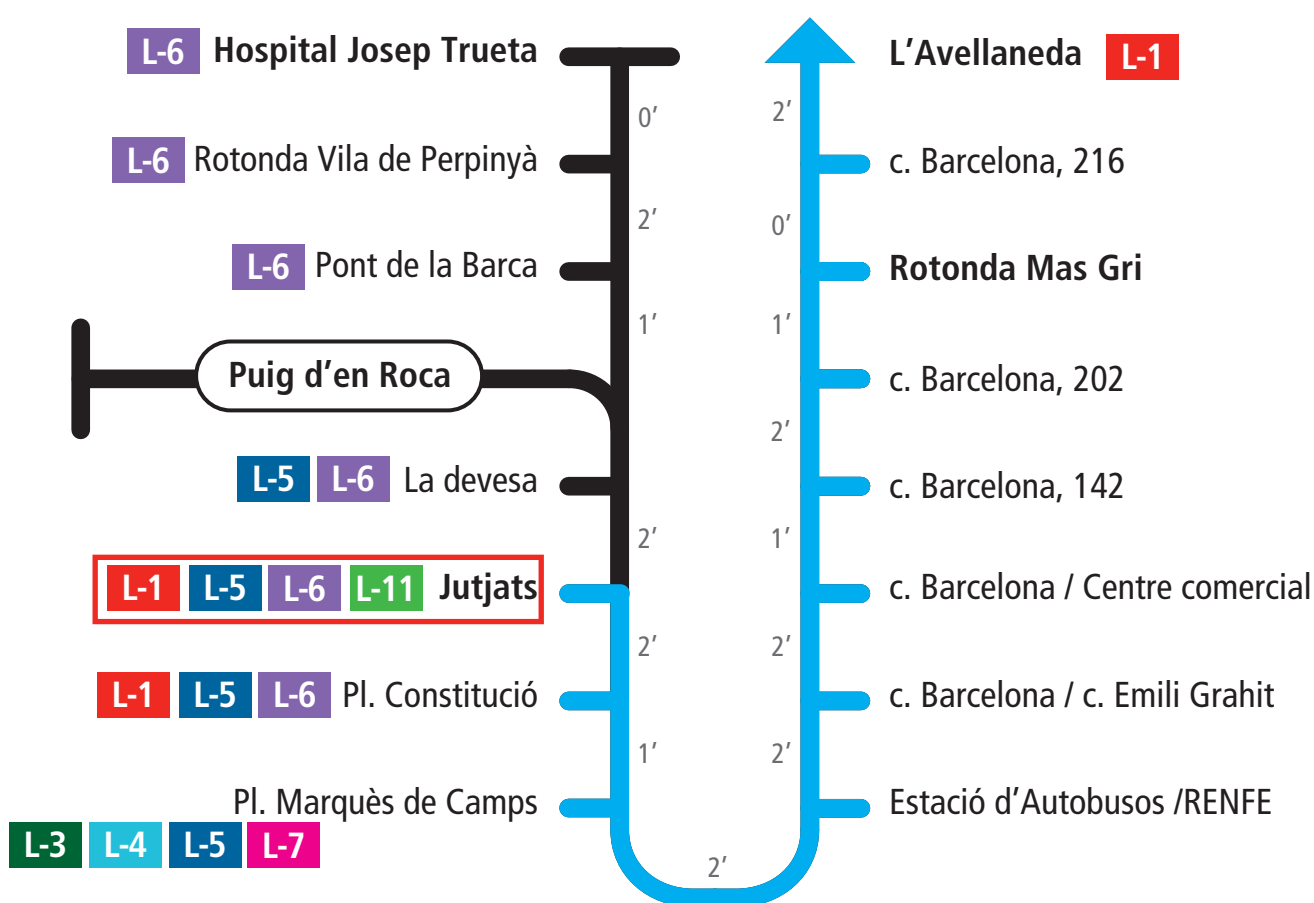 L-6 Hospital Josep Trueta
0’
L-6 Rotonda Vila de Perpinyà
2’
L-6 Pont de la Barca
1’
Puig d’en Roca
L-5 L-6 La devesa
2’
L-1 L-5 L-6 L-11 Jutjats
2’
L-1 L-5 L-6 Pl. Constitució
1’
Pl. Marquès de Camps
L-3 L-4 L-5 L-7
2’
L’Avellaneda L-1
2’
c. Barcelona, 216
0’
Rotonda Mas Gri
1’
c. Barcelona, 202
2’
c. Barcelona, 142
1’
c. Barcelona / Centre comercial
2’
c. Barcelona / c. Emili Grahit
2’
Estació d’Autobusos /RENFE